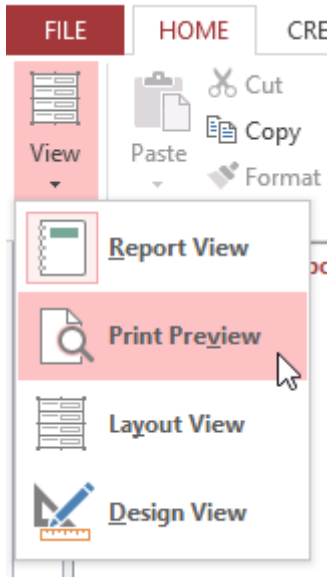 FILE HOME CRE
View Paste Cut
Copy
Format
Report View
Print Preview
Layout View
Design View